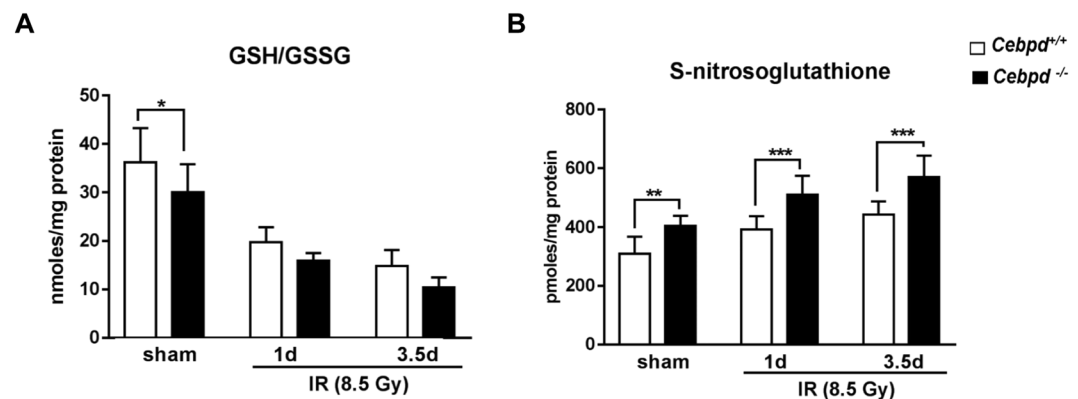 A
GSH/GSSG
nmoles/mg protein
50
40
30
20
10
0
*
sham
1d
3.5d
IR (8.5 Gy)
B
S-nitrosoglutathione
Cebpd+/+
Cebpd -/-
pmoles/mg protein
800
600
400
200
0
**
***
***
sham
1d
3.5d
IR (8.5 Gy)